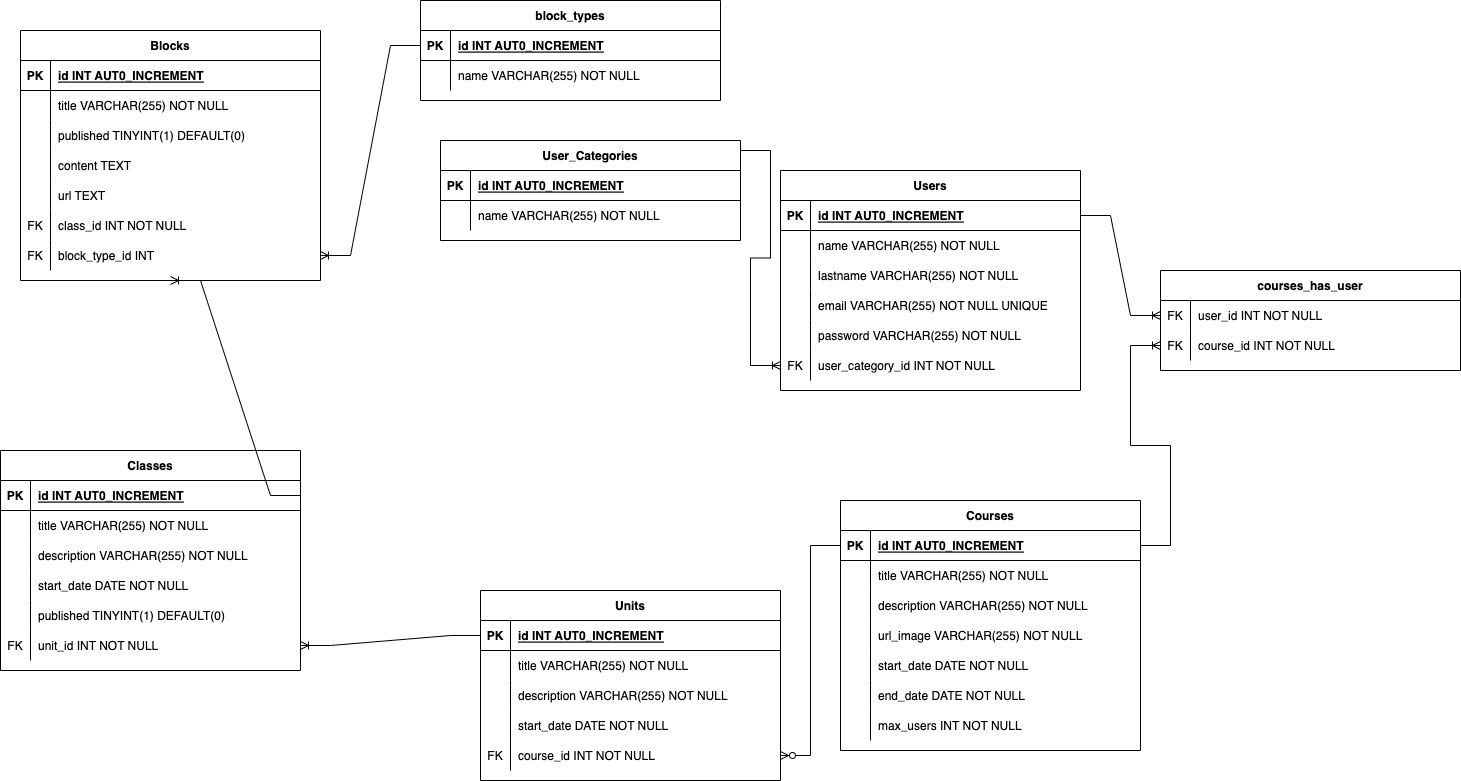 block_types
PK id INT AUT0_INCREMENT
name VARCHAR(255) NOT NULL
Blocks
PK id INT AUT0_INCREMENT
title VARCHAR(255) NOT NULL
published TINYINT(1) DEFAULT(0)
content TEXT
url TEXT
FK class_id INT NOT NULL
FK block_type_id INT
User_Categories
PK id INT AUT0_INCREMENT
name VARCHAR(255) NOT NULL
Users
PK id INT AUT0_INCREMENT
name VARCHAR(255) NOT NULL
lastname VARCHAR(255) NOT NULL
email VARCHAR(255) NOT NULL UNIQUE
password VARCHAR(255) NOT NULL
FK user_category_id INT NOT NULL
courses_has_user
FK user_id INT NOT NULL
FK course_id INT NOT NULL
Classes
PK id INT AUT0_INCREMENT
title VARCHAR(255) NOT NULL
description VARCHAR(255) NOT NULL
start_date DATE NOT NULL
published TINYINT(1) DEFAULT(0)
FK unit_id INT NOT NULL
Units
PK id INT AUT0_INCREMENT
title VARCHAR(255) NOT NULL
description VARCHAR(255) NOT NULL
start_date DATE NOT NULL
FK course_id INT NOT NULL
Courses
PK id INT AUT0_INCREMENT
title VARCHAR(255) NOT NULL
description VARCHAR(255) NOT NULL
url_image VARCHAR(255) NOT NULL
start_date DATE NOT NULL
end_date DATE NOT NULL
max_users INT NOT NULL